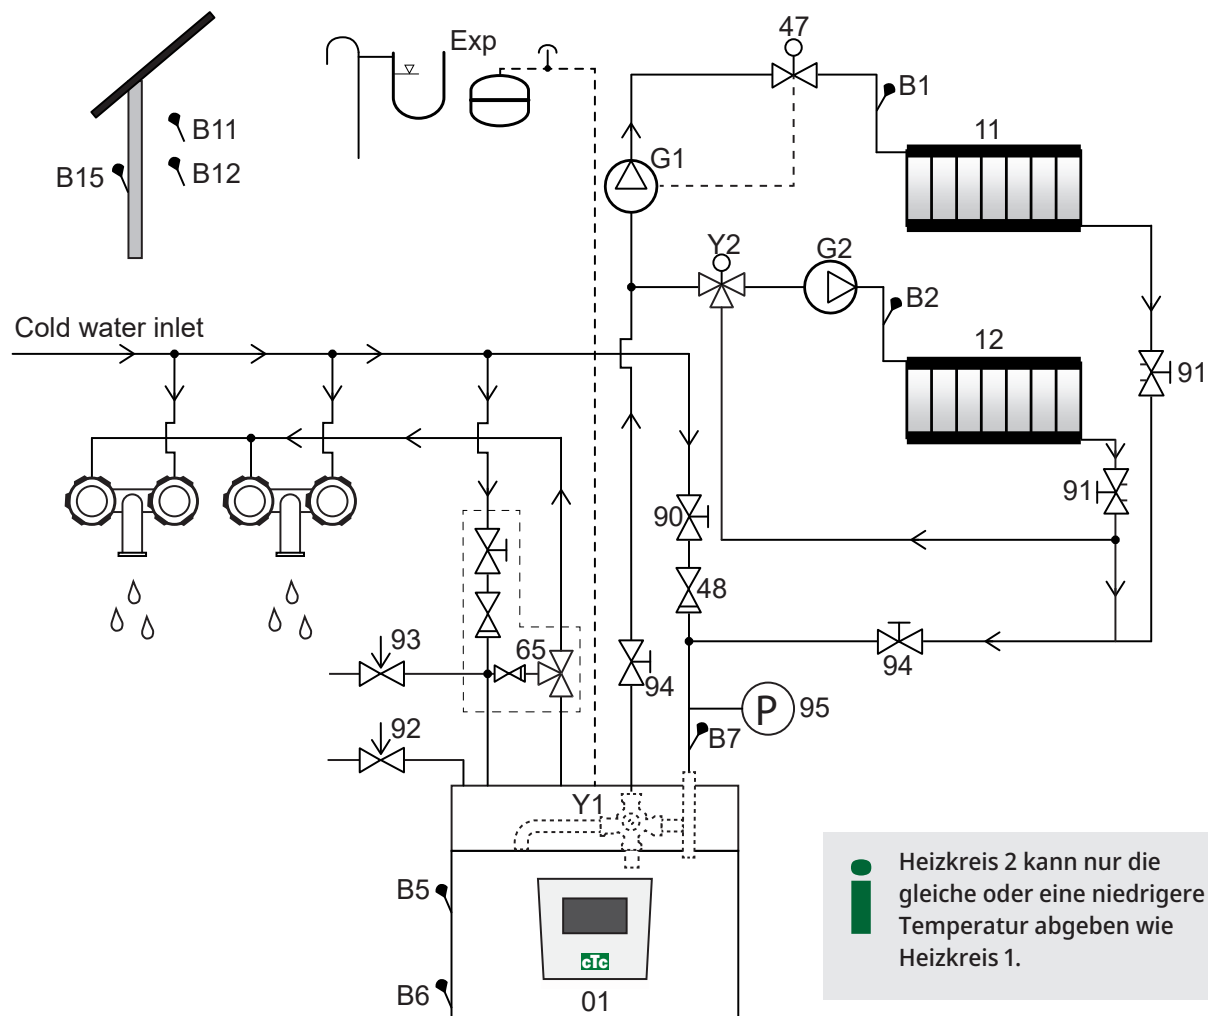 47
Exp
B1
B11
11
G1
B12
B15
Y2
G2
B2
Cold water inlet
12
91
91
90
48
93
65
94
94
95
P
B7
92
Y1
B5
Heizkreis 2 kann nur die
gleiche oder eine niedrigere
Temperatur abgeben wie
Heizkreis 1.
i
cTc
B6
01